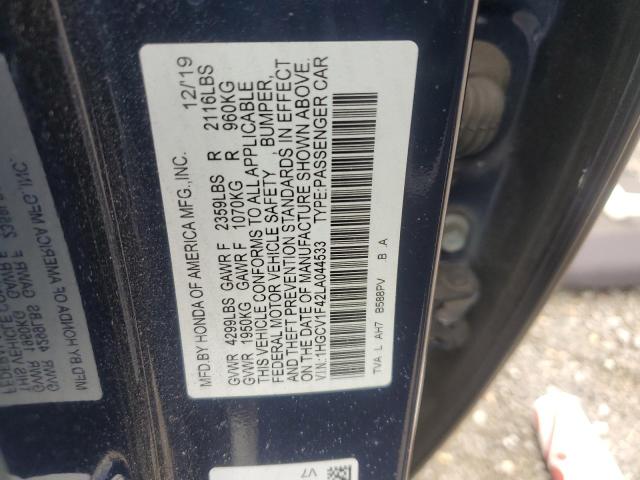 MFD.BY HONDA OF AMERICA MFG.,INC. 12/19
GVWR 4299LBS GAWR F 2359LBS R 2116LBS
GVWR 1950KG GAWR F 1070KG R 960KG
THIS VEHICLE CONFORMS TO ALL APPLICABLE
FEDERAL MOTOR VEHICLE SAFETY, BUMPER,
AND THEFT PREVENTION STANDARDS IN EFFECT
ON THE DATE OF MANUFACTURE SHOWN ABOVE.
V.I.N.:1HGCV1F42LA044533 TYPE:PASSENGER CAR
TVA L AH7 B588PV B A